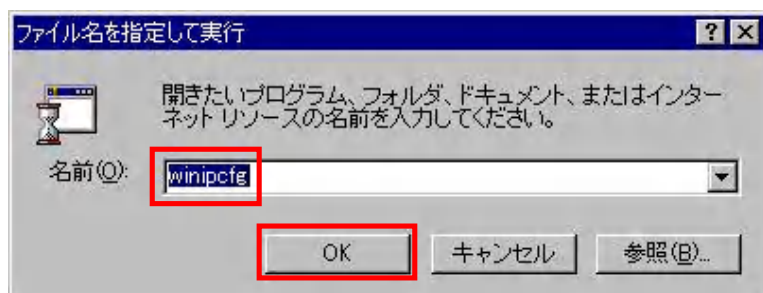 ファイル名を指定して実行
開きたいプログラム、フォルダ、ドキュメント、またはインター
ネット リソースの名前を入力してください。
名前(O):
winipcfg
OK
キャンセル
参照(B)...